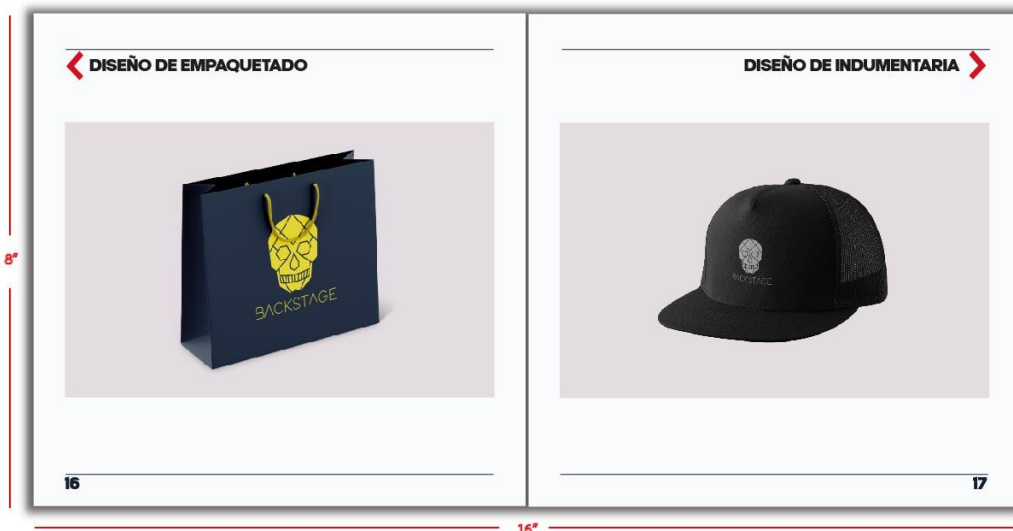 DISEÑO DE EMPAQUETADO
DISEÑO DE INDUMENTARIA
BACKSTAGE
BACKSTAGE
8"
16
17
16"